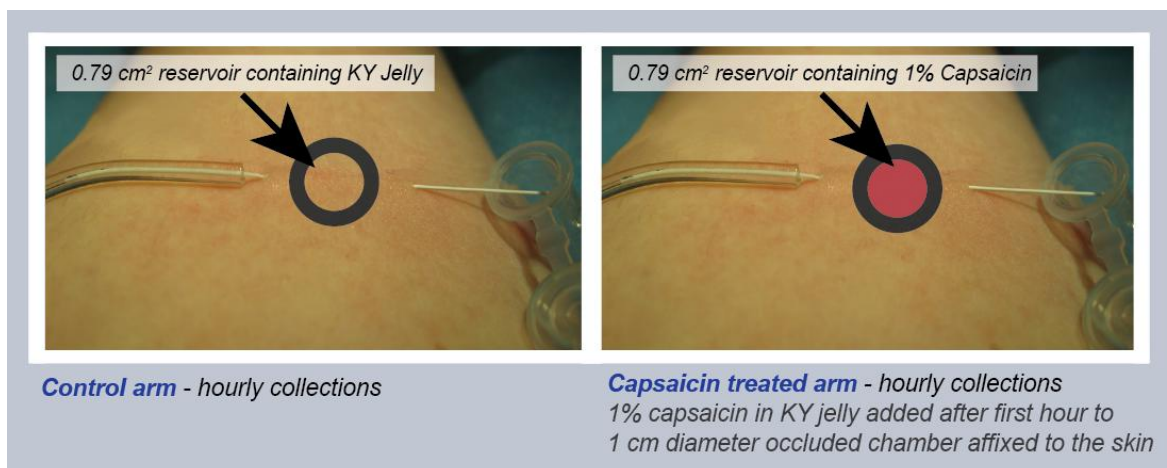 0.79 cm² reservoir containing KY Jelly
0.79 cm² reservoir containing 1% Capsaicin
Control arm - hourly collections
Capsaicin treated arm - hourly collections
1% capsaicin in KY jelly added after first hour to
1 cm diameter occluded chamber affixed to the skin